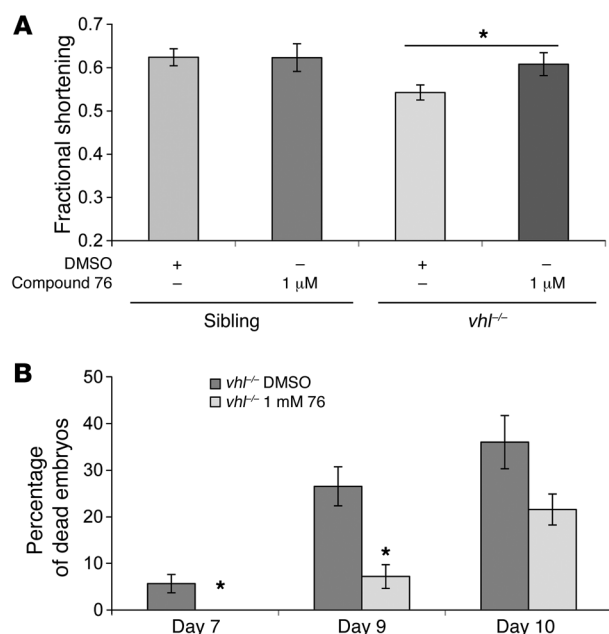 A
Fractional shortening
0.7
0.6
0.5
0.4
0.3
0.2
*
DMSO + – + –
Compound 76 – 1 μM – 1 μM
Sibling vhl–/–
B
Percentage
of dead embryos
50
40
30
20
10
0
vhl–/– DMSO
vhl–/– 1 mM 76
*
*
Day 7 Day 9 Day 10